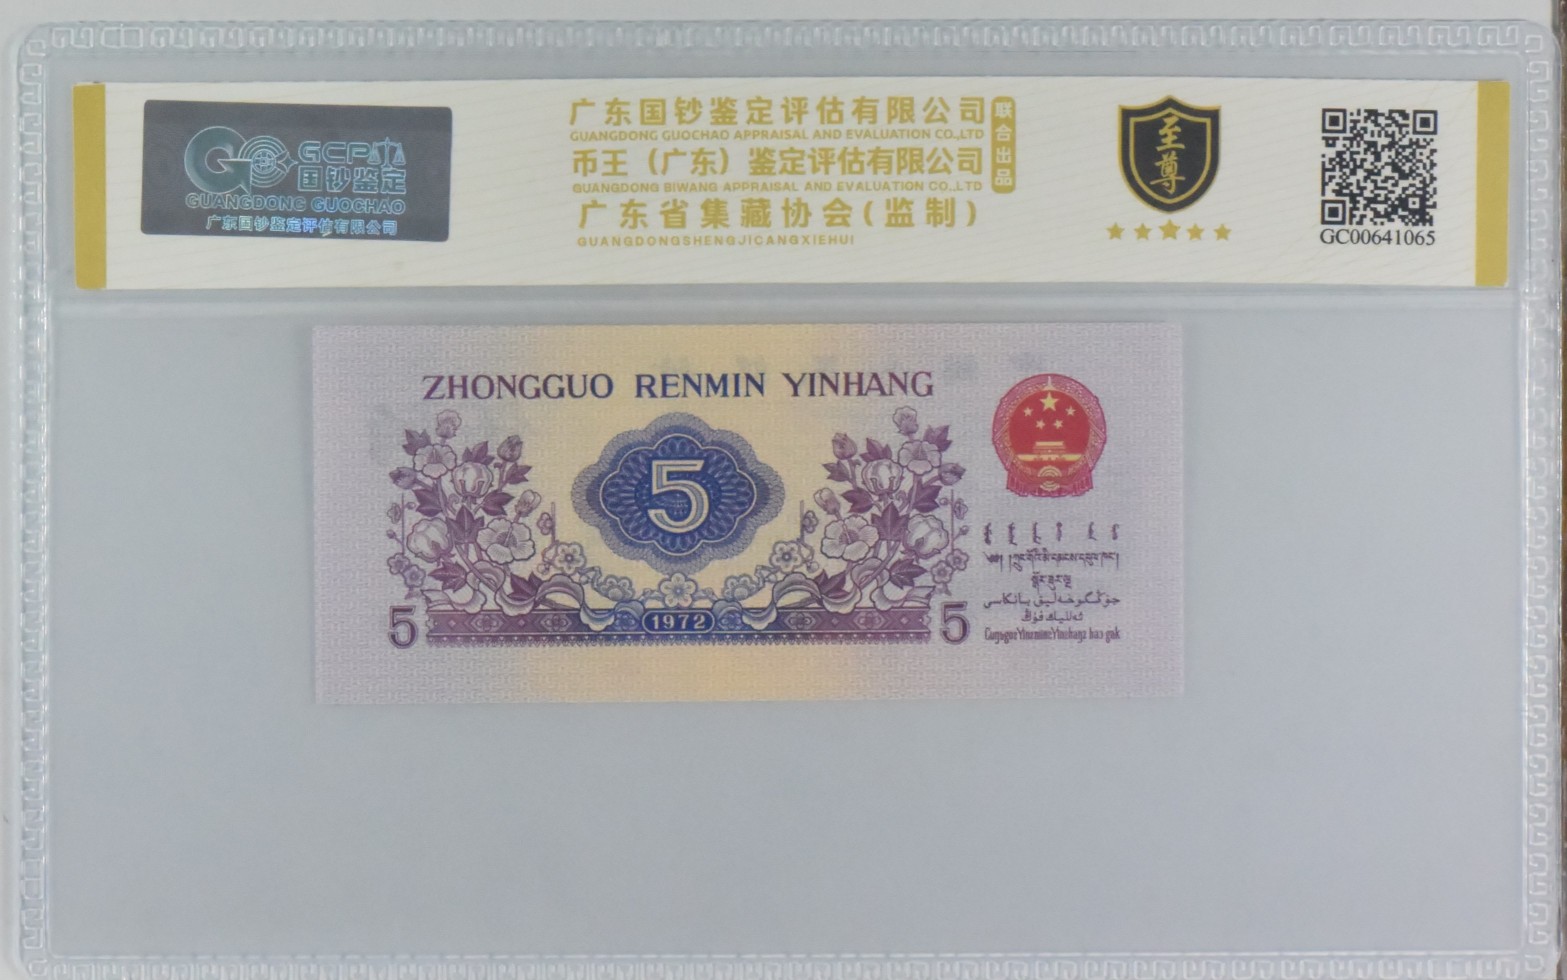 GCP
国钞鉴定
GUANGDONG GUOCHAO
广东国钞鉴定评估有限公司
广东国钞鉴定评估有限公司
GUANGDONG GUOCHAO APPRAISAL AND EVALUATION CO.,LTD
币王（广东）鉴定评估有限公司
GUANGDONG BIWANG APPRAISAL AND EVALUATION CO.,LTD
广东省集藏协会(监制)
GUANGDONGSHENGJICANGXIEHUI
联合出品
至尊
GC00641065
ZHONGGUO RENMIN YINHANG
5
5
1972
5